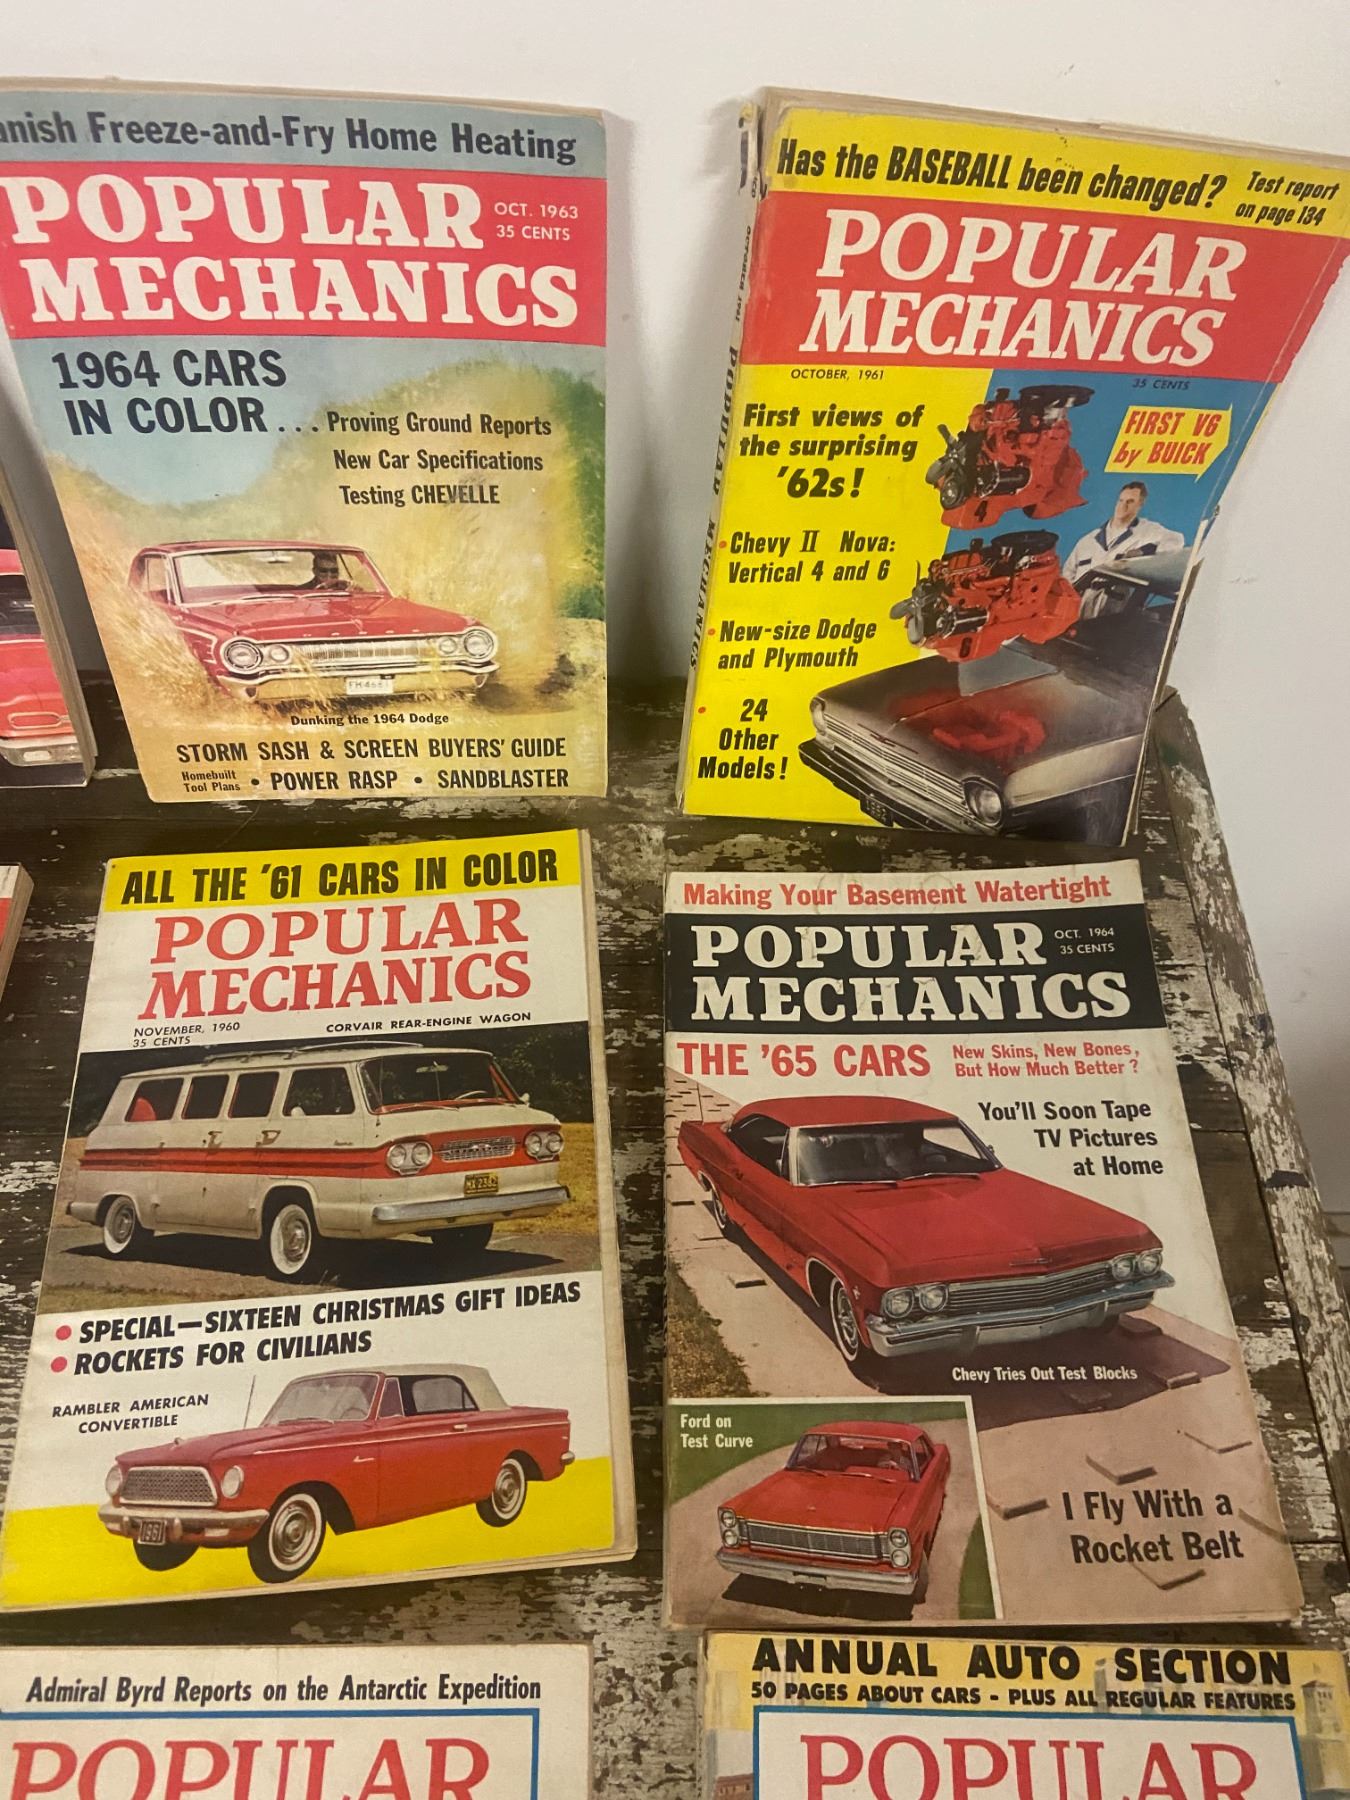 Freeze-and-Fry Home Heating
POPULAR
MECHANICS
OCT. 1963
35 CENTS
1964 CARS
IN COLOR . . . Proving Ground Reports
New Car Specifications
Testing CHEVELLE
DODGE
Dunking the 1964 Dodge
STORM SASH & SCREEN BUYERS' GUIDE
Homebuilt
Tool Plans • POWER RASP • SANDBLASTER
Has the BASEBALL been changed?
Test report
on page 134
POPULAR
MECHANICS
OCTOBER, 1961
35 CENTS
First views of
the surprising
'62s!
FIRST V6
by BUICK
4
6
• Chevy II Nova:
Vertical 4 and 6
• New-size Dodge
and Plymouth
• 24
Other
Models!
OCTOBER 1961 POPULAR MECHANICS
ALL THE '61 CARS IN COLOR
POPULAR
MECHANICS
NOVEMBER, 1960
35 CENTS
CORVAIR REAR-ENGINE WAGON
• SPECIAL—SIXTEEN CHRISTMAS GIFT IDEAS
• ROCKETS FOR CIVILIANS
RAMBLER AMERICAN
CONVERTIBLE
1961
Making Your Basement Watertight
POPULAR
MECHANICS
OCT. 1964
35 CENTS
THE '65 CARS
New Skins, New Bones,
But How Much Better?
You'll Soon Tape
TV Pictures
at Home
Chevy Tries Out Test Blocks
Ford on
Test Curve
I Fly With a
Rocket Belt
Admiral Byrd Reports on the Antarctic Expedition
POPULAR
ANNUAL AUTO SECTION
50 PAGES ABOUT CARS - PLUS ALL REGULAR FEATURES
POPULAR